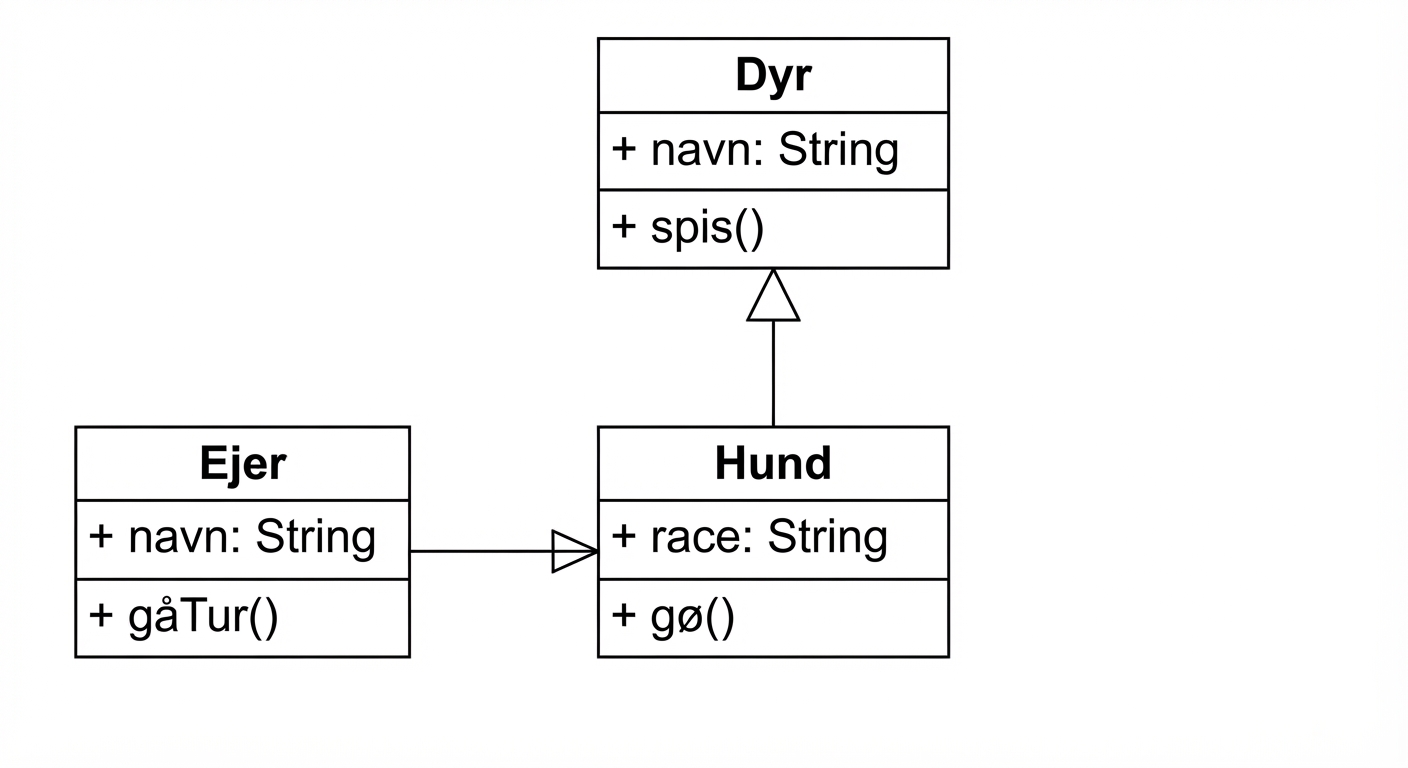 Dyr
+ navn: String
+ spis()
Ejer
+ navn: String
+ gåTur()
Hund
+ race: String
+ gø()